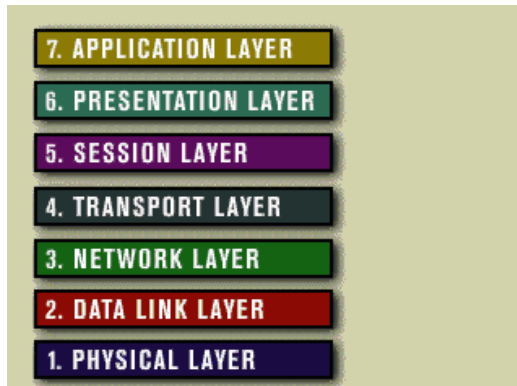 7. APPLICATION LAYER
6. PRESENTATION LAYER
5. SESSION LAYER
4. TRANSPORT LAYER
3. NETWORK LAYER
2. DATA LINK LAYER
1. PHYSICAL LAYER